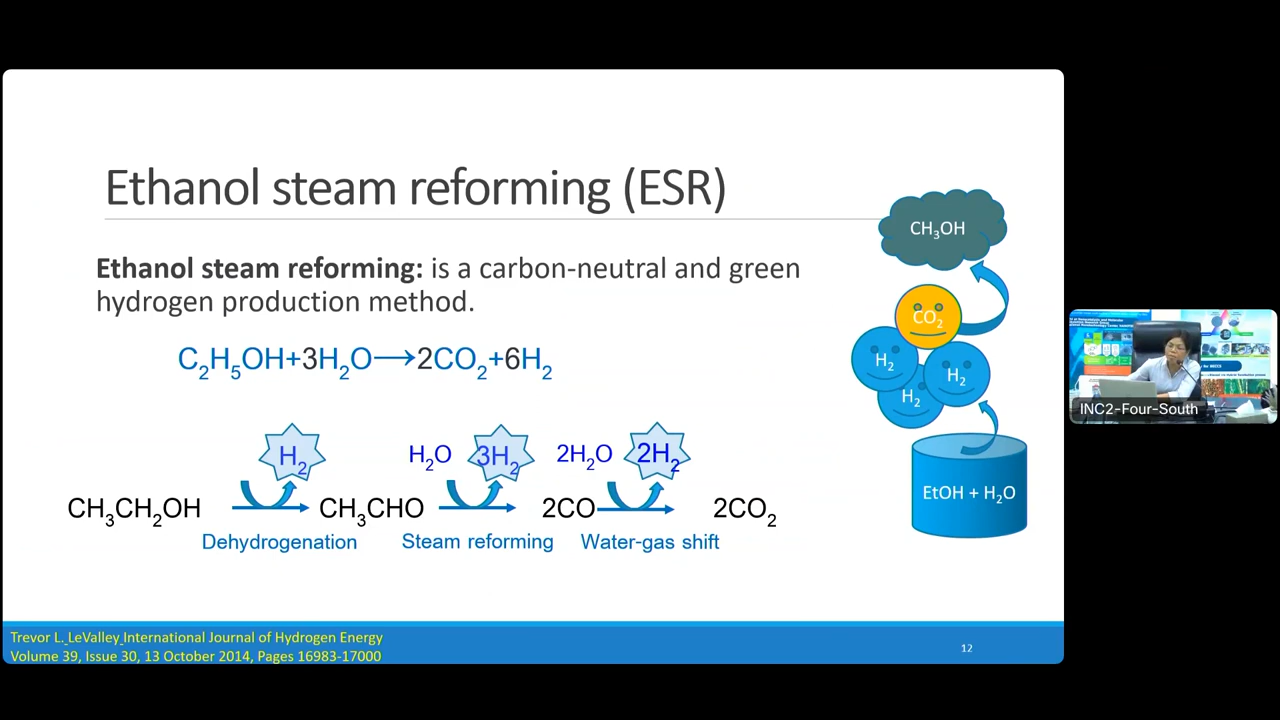 Ethanol steam reforming (ESR)
Ethanol steam reforming: is a carbon-neutral and green
hydrogen production method.
C₂H₅OH+3H₂O⟶2CO₂+6H₂
H₂
H₂O
3H₂
2H₂O
2H₂
CH₃CH₂OH
CH₃CHO
2CO
2CO₂
Dehydrogenation
Steam reforming
Water-gas shift
CH₃OH
CO₂
H₂
H₂
H₂
EtOH + H₂O
INC2-Four-South
Trevor L. LeValley International Journal of Hydrogen Energy
Volume 39, Issue 30, 13 October 2014, Pages 16983-17000
12